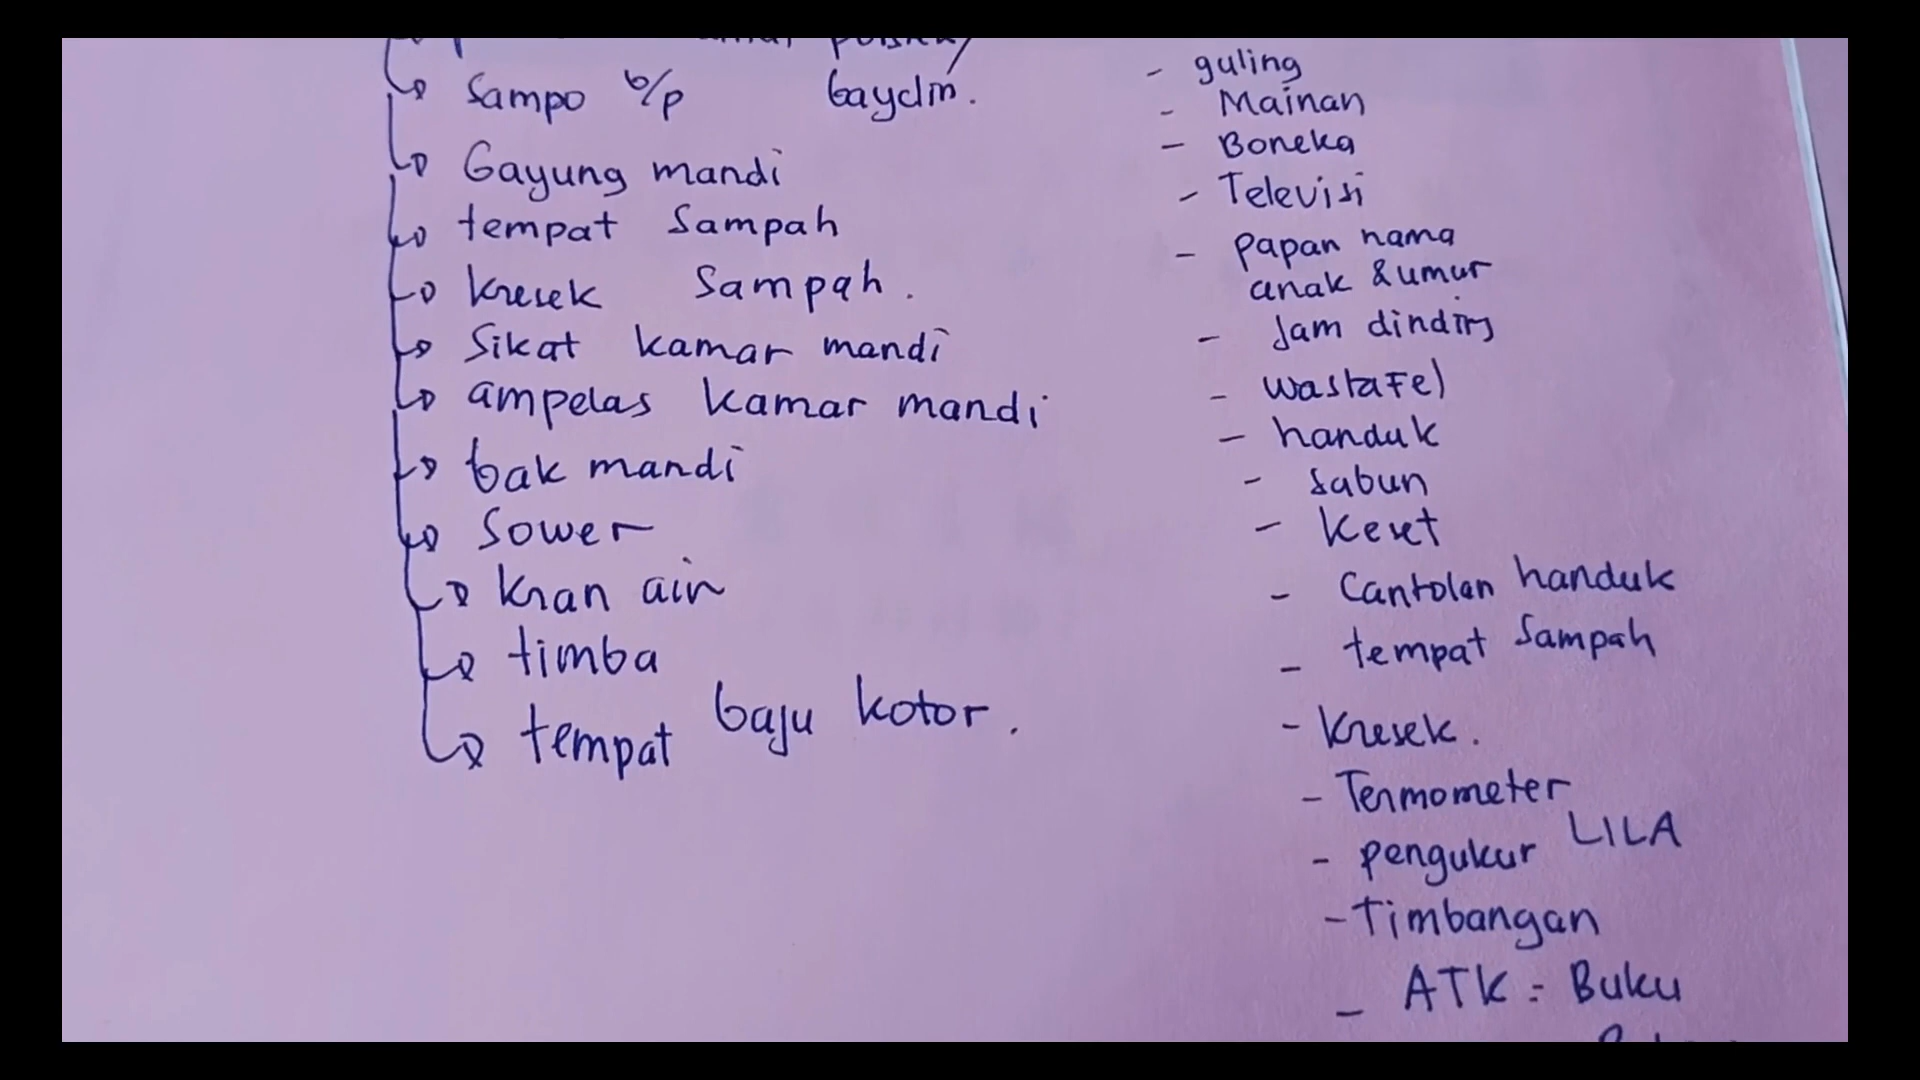 Sampo b/p bayclin.
Gayung mandi
tempat Sampah
Kresek Sampah.
Sikat kamar mandi
ampelas kamar mandi
bak mandi
Sower
Kran air
timba
tempat baju kotor.
- guling
- Mainan
- Boneka
- Televisi
- papan nama
anak & umur
- Jam dinding
- wastaFel
- handuk
- sabun
- Keset
- Cantolan handuk
- tempat Sampah
- Kresek.
- Termometer
- pengukur LILA
- Timbangan
- ATK : Buku